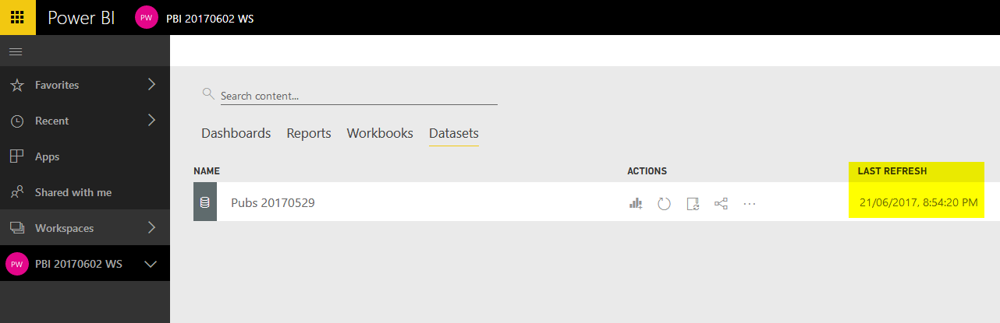 Power BI PW PBI 20170602 WS
Favorites
Recent
Apps
Shared with me
Workspaces
PW PBI 20170602 WS
Search content...
Dashboards Reports Workbooks Datasets
NAME ACTIONS LAST REFRESH
Pubs 20170529 ... 21/06/2017, 8:54:20 PM